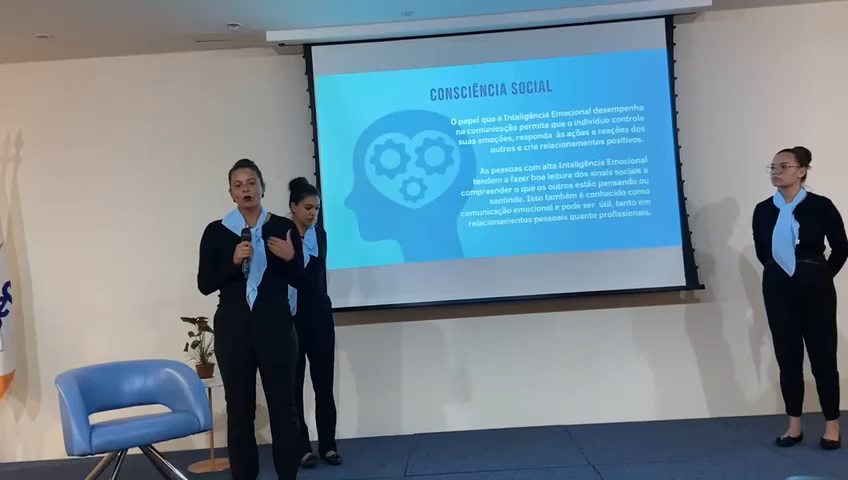 CONSCIÊNCIA SOCIAL
O papel que a Inteligência Emocional desempenha
na comunicação permite que o indivíduo controle
suas emoções, responda às ações e reações dos
outros e crie relacionamentos positivos.
As pessoas com alta Inteligência Emocional
tendem a fazer boa leitura dos sinais sociais e
compreender o que os outros estão pensando ou
sentindo. Isso também é conhecido como
comunicação emocional e pode ser útil, tanto em
relacionamentos pessoais quanto profissionais.